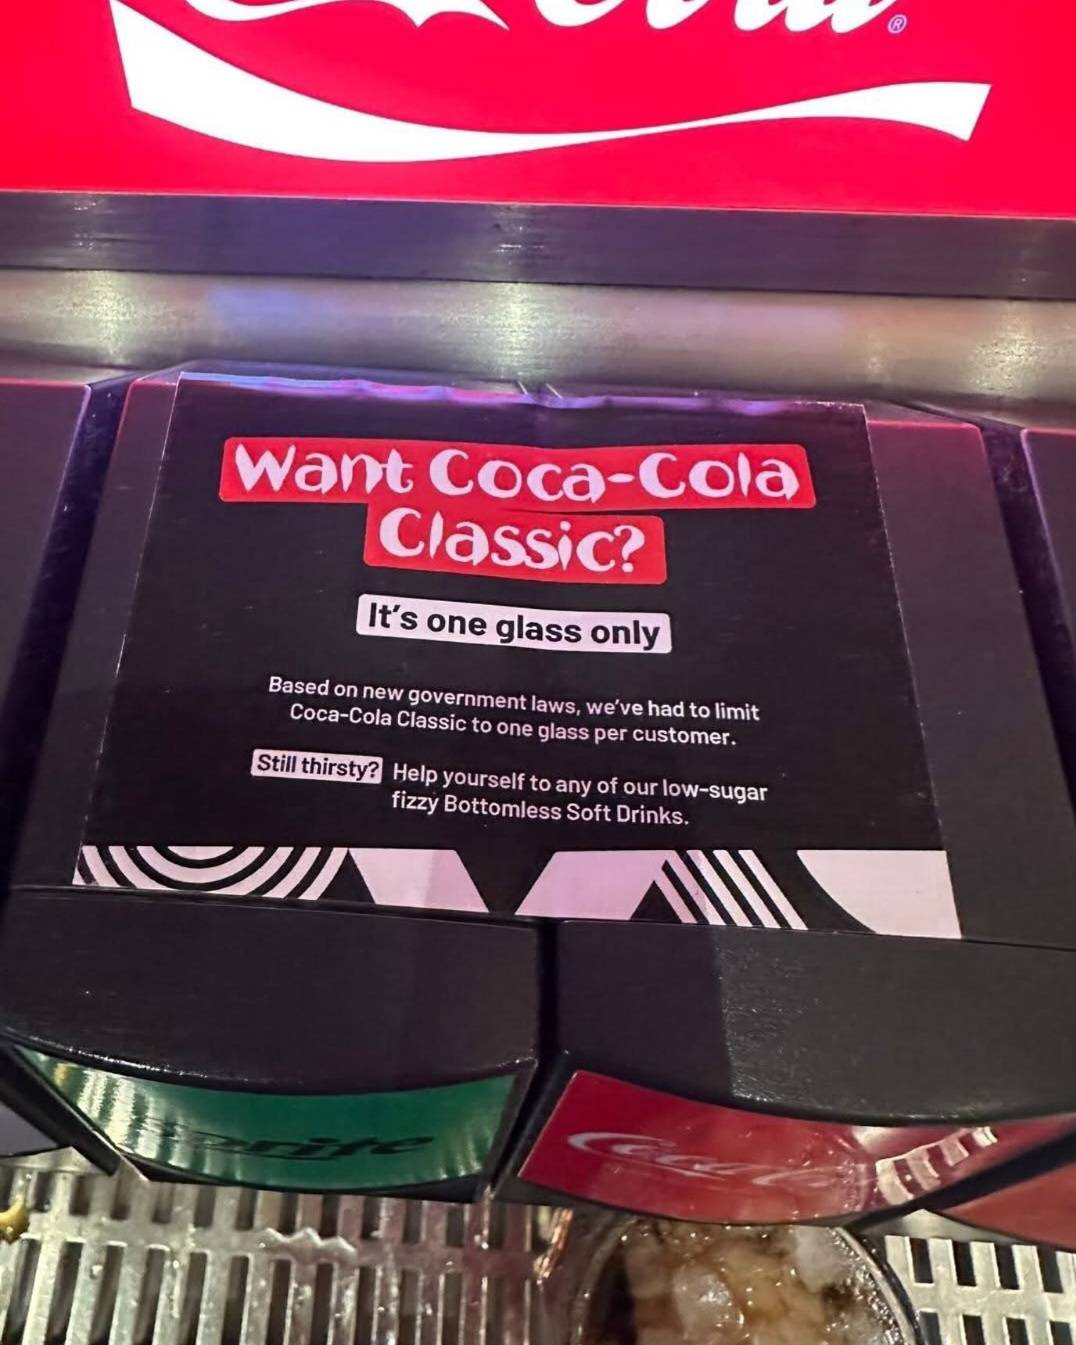 ®
Want Coca-Cola
Classic?
It's one glass only
Based on new government laws, we've had to limit
Coca-Cola Classic to one glass per customer.
Still thirsty? Help yourself to any of our low-sugar
fizzy Bottomless Soft Drinks.
Sprite